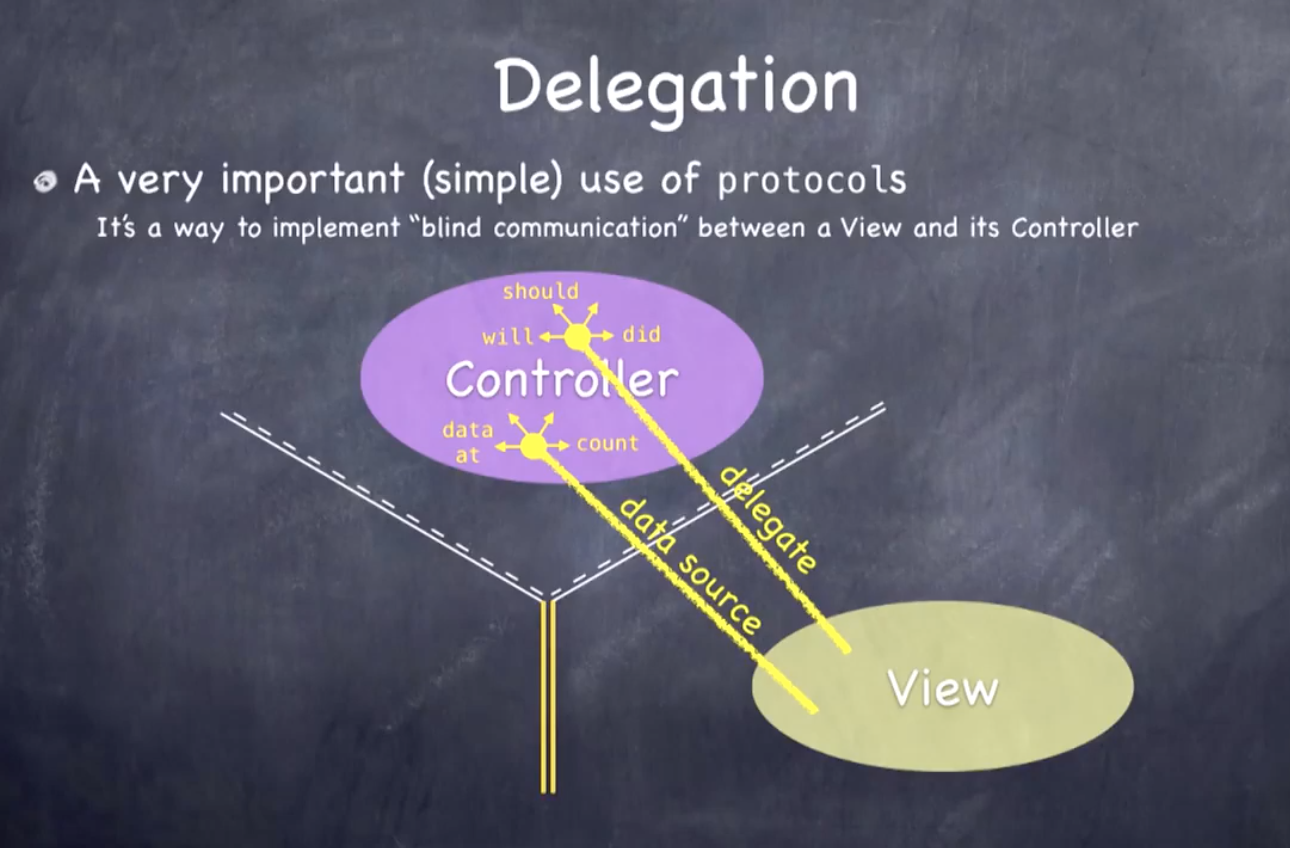 Delegation
A very important (simple) use of protocols
It's a way to implement “blind communication” between a View and its Controller
should
will
did
Controller
data
at
count
delegate
data source
View